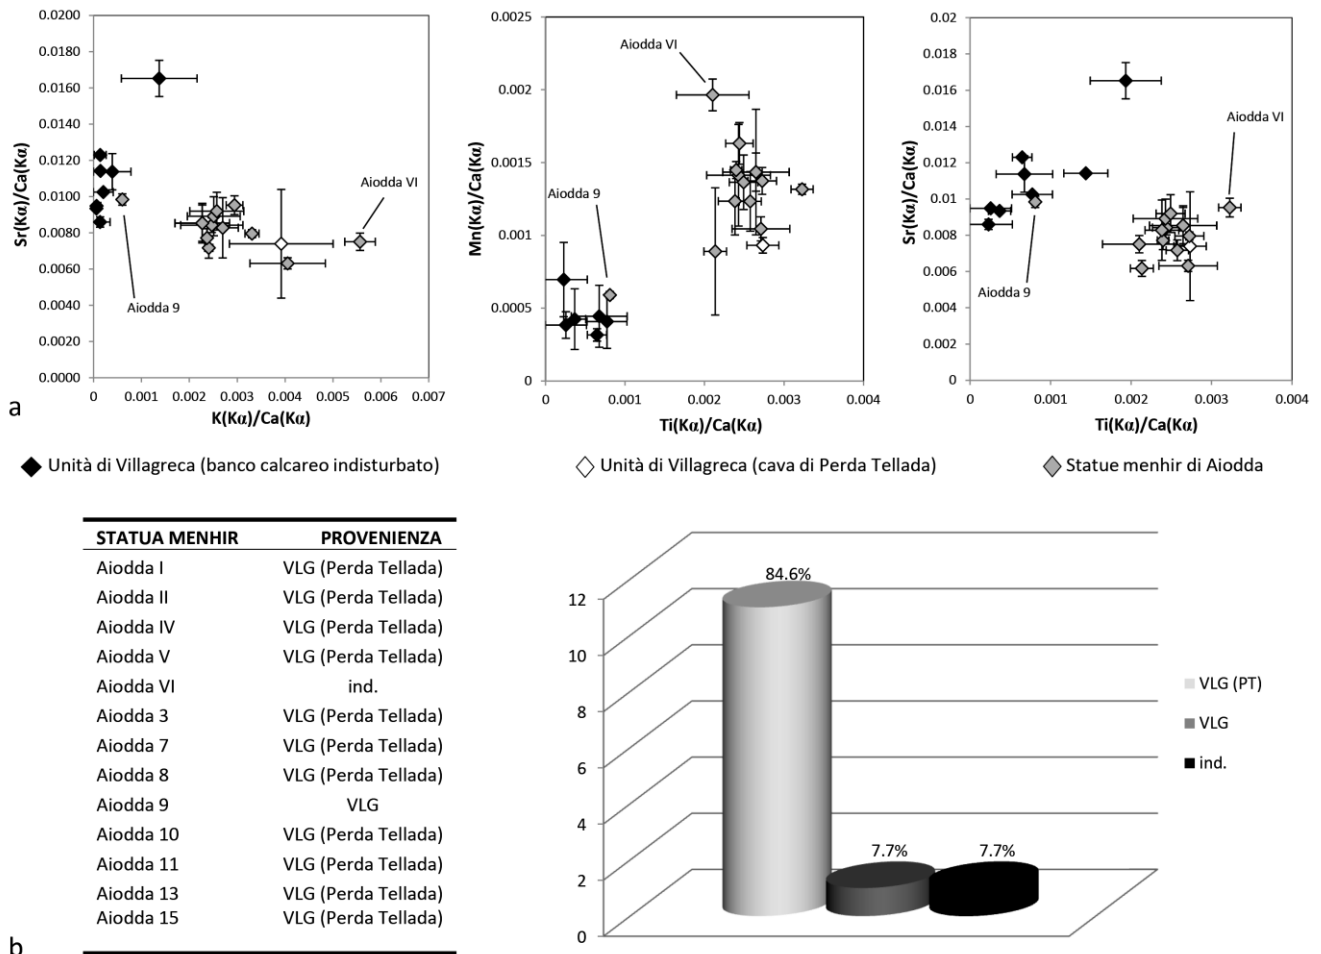 0.0200
0.0180
0.0160
0.0140
0.0120
0.0100
0.0080
0.0060
0.0040
0.0020
0.0000
Sr(Kα)/Ca(Kα)
Aiodda VI
Aiodda 9
0 0.001 0.002 0.003 0.004 0.005 0.006 0.007
K(Kα)/Ca(Kα)
0.0025
0.002
0.0015
0.001
0.0005
0
Mn(Kα)/Ca(Kα)
Aiodda VI
Aiodda 9
0 0.001 0.002 0.003 0.004
Ti(Kα)/Ca(Kα)
0.02
0.018
0.016
0.014
0.012
0.01
0.008
0.006
0.004
0.002
0
Sr(Kα)/Ca(Kα)
Aiodda VI
Aiodda 9
0 0.001 0.002 0.003 0.004
Ti(Kα)/Ca(Kα)
a
Unità di Villagreca (banco calcareo indisturbato) Unità di Villagreca (cava di Perda Tellada) Statue menhir di Aiodda
STATUA MENHIR PROVENIENZA
Aiodda I VLG (Perda Tellada)
Aiodda II VLG (Perda Tellada)
Aiodda IV VLG (Perda Tellada)
Aiodda V VLG (Perda Tellada)
Aiodda VI ind.
Aiodda 3 VLG (Perda Tellada)
Aiodda 7 VLG (Perda Tellada)
Aiodda 8 VLG (Perda Tellada)
Aiodda 9 VLG
Aiodda 10 VLG (Perda Tellada)
Aiodda 11 VLG (Perda Tellada)
Aiodda 13 VLG (Perda Tellada)
Aiodda 15 VLG (Perda Tellada)
b
84.6%
7.7% 7.7%
12
10
8
6
4
2
0
VLG (PT)
VLG
ind.